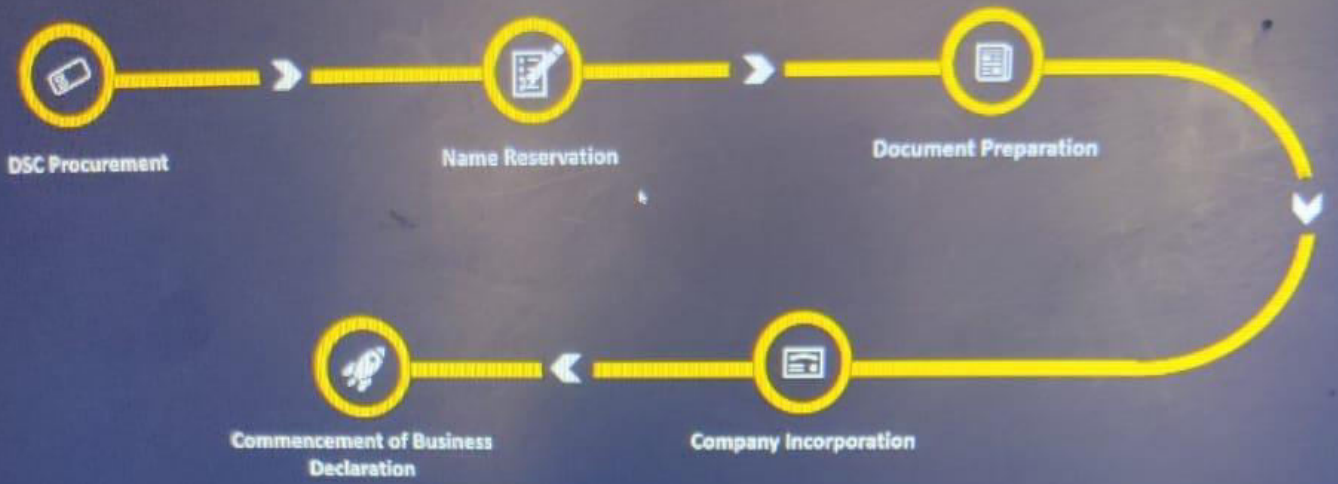 DSC Procurement
Name Reservation
Document Preparation
Commencement of Business
Declaration
Company Incorporation